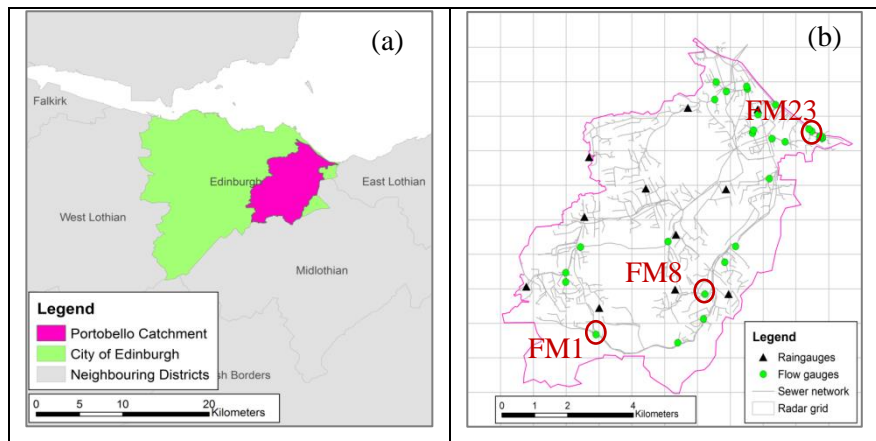 (a)
Falkirk
Edinburgh
East Lothian
West Lothian
Midlothian
Legend
Portobello Catchment
City of Edinburgh
Neighbouring Districts
sh Borders
0 5 10 20
Kilometers
(b)
FM23
FM8
FM1
Legend
Raingauges
Flow gauges
Sewer network
Radar grid
0 1 2 4
Kilometers